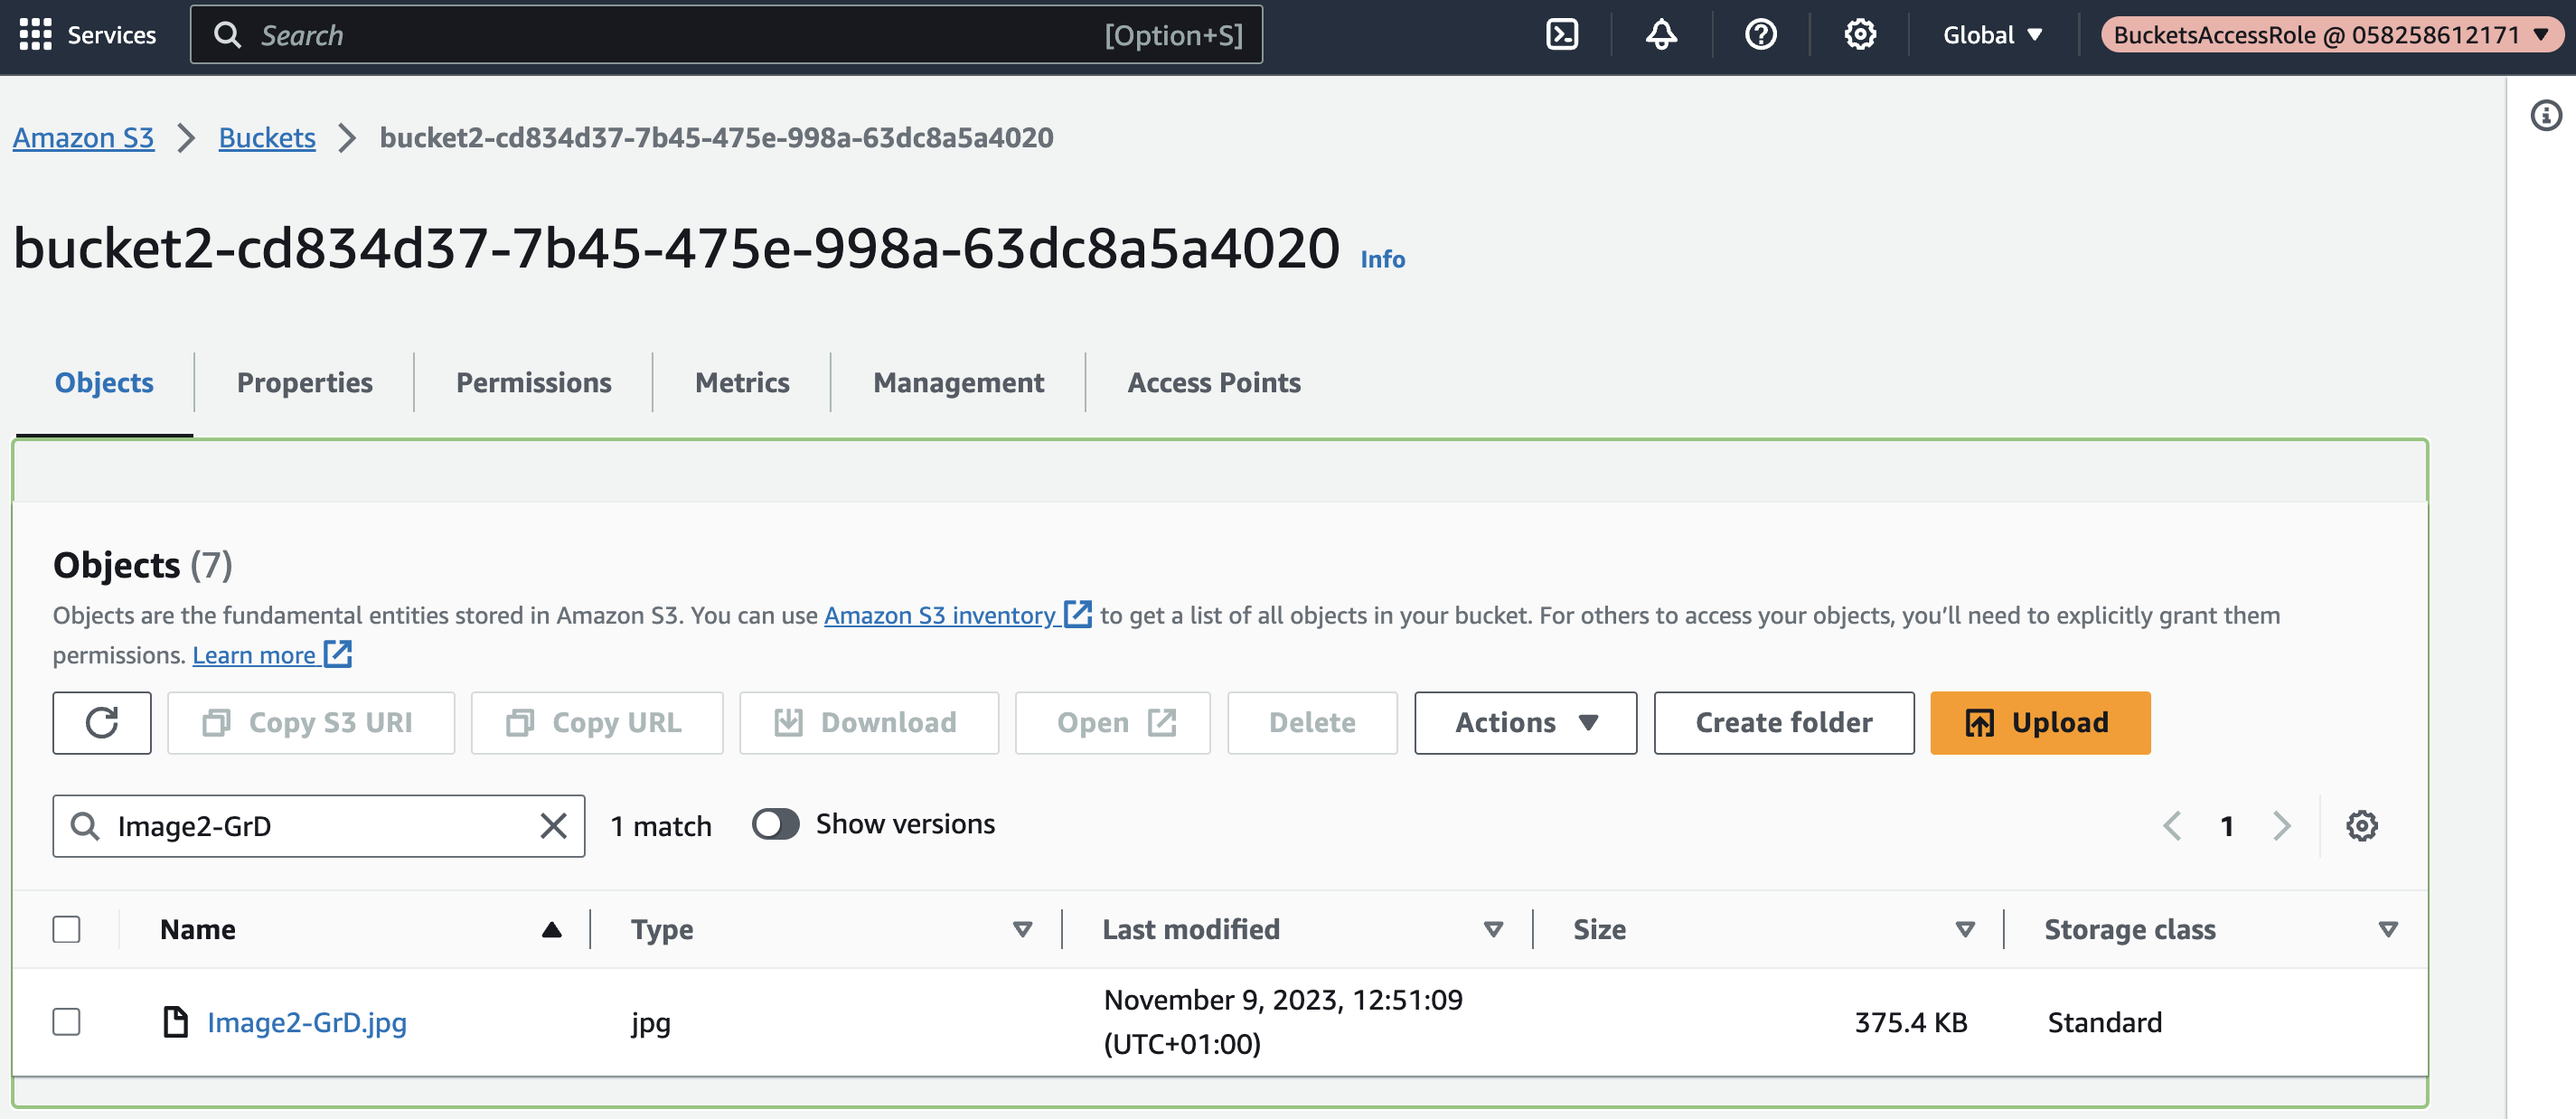 Services
Search
[Option+S]
Global
BucketsAccessRole @ 058258612171
Amazon S3
Buckets
bucket2-cd834d37-7b45-475e-998a-63dc8a5a4020
bucket2-cd834d37-7b45-475e-998a-63dc8a5a4020 Info
Objects
Properties
Permissions
Metrics
Management
Access Points
Objects (7)
Objects are the fundamental entities stored in Amazon S3. You can use Amazon S3 inventory to get a list of all objects in your bucket. For others to access your objects, you’ll need to explicitly grant them
permissions. Learn more
Copy S3 URI
Copy URL
Download
Open
Delete
Actions
Create folder
Upload
Image2-GrD
1 match
Show versions
1
Name
Type
Last modified
Size
Storage class
Image2-GrD.jpg
jpg
November 9, 2023, 12:51:09
(UTC+01:00)
375.4 KB
Standard